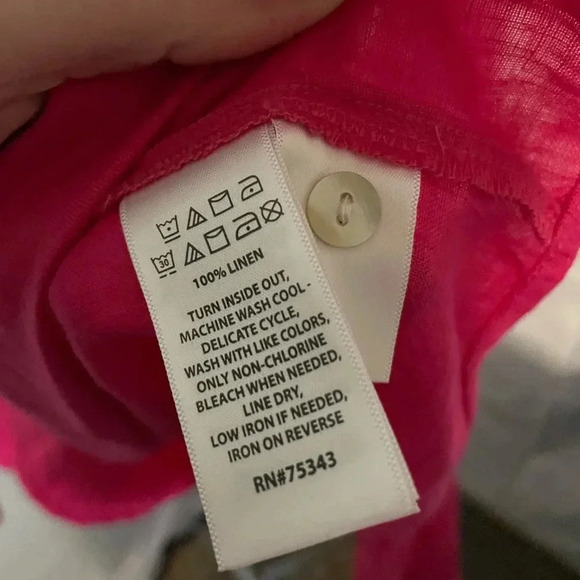 30
100% LINEN
TURN INSIDE OUT,
MACHINE WASH COOL -
DELICATE CYCLE,
WASH WITH LIKE COLORS,
ONLY NON-CHLORINE
BLEACH WHEN NEEDED,
LINE DRY,
LOW IRON IF NEEDED,
IRON ON REVERSE
RN#75343